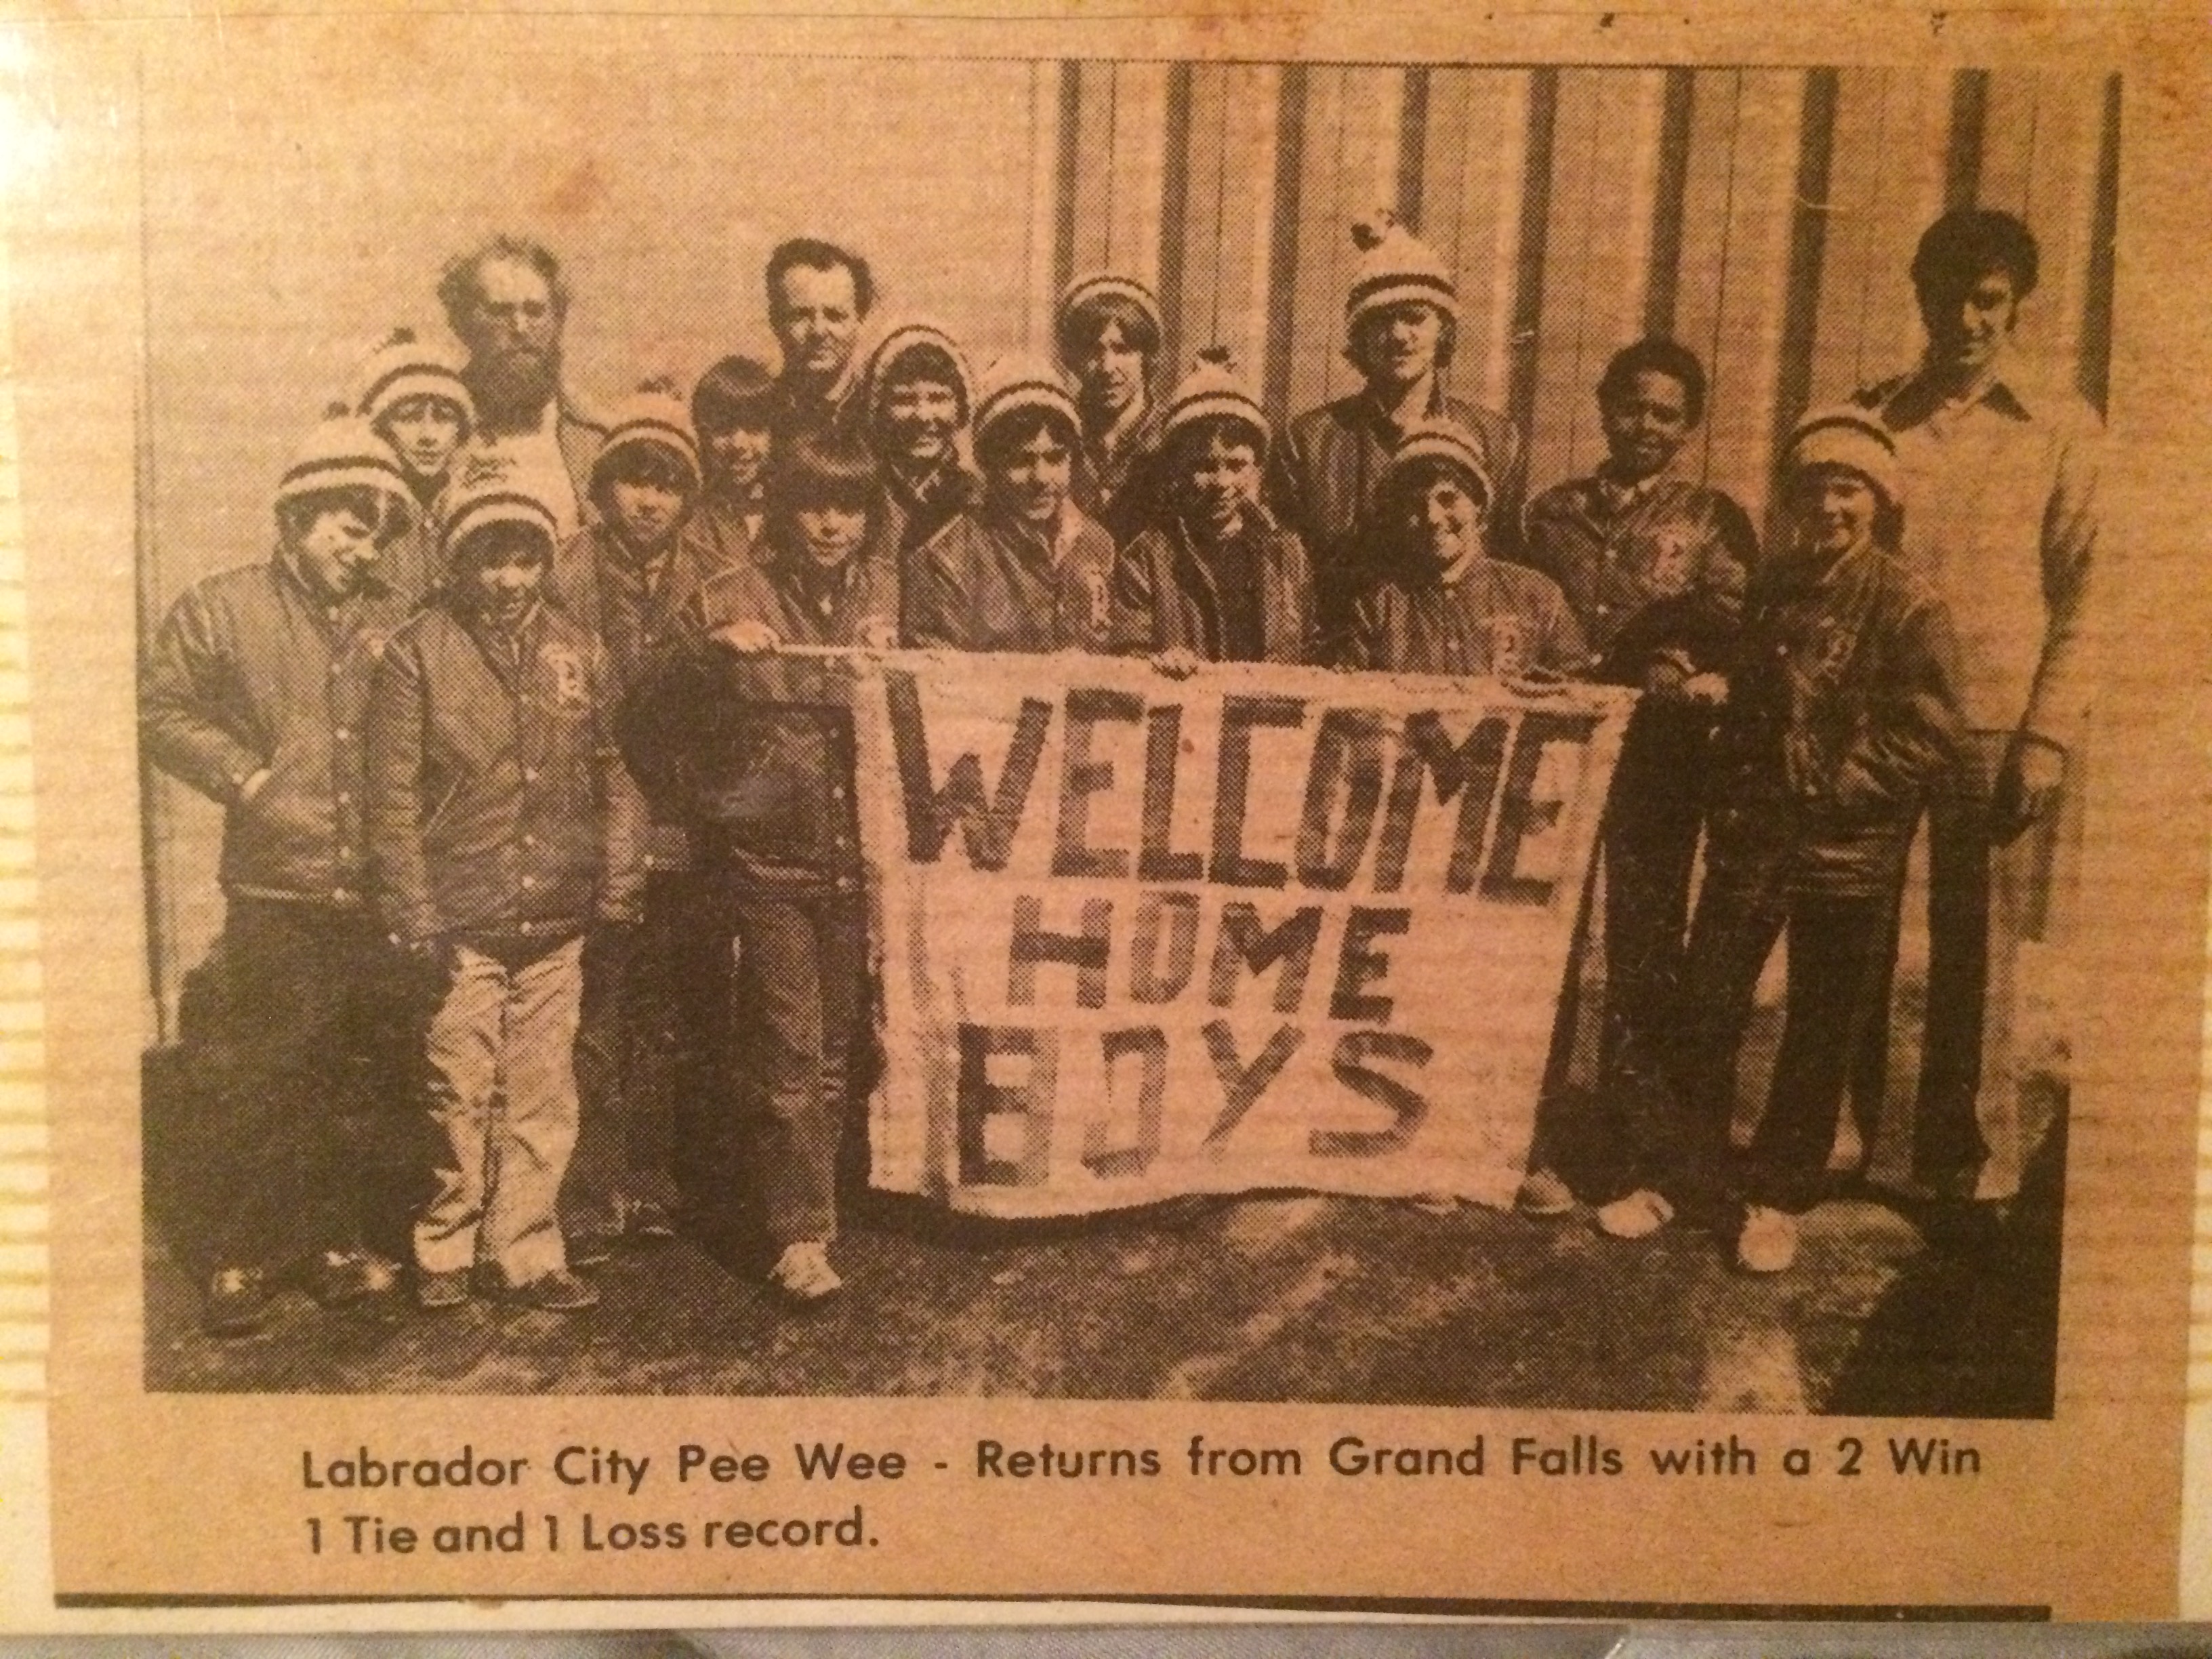 WELCOME
HOME
BOYS
Labrador City Pee Wee - Returns from Grand Falls with a 2 Win
1 Tie and 1 Loss record.